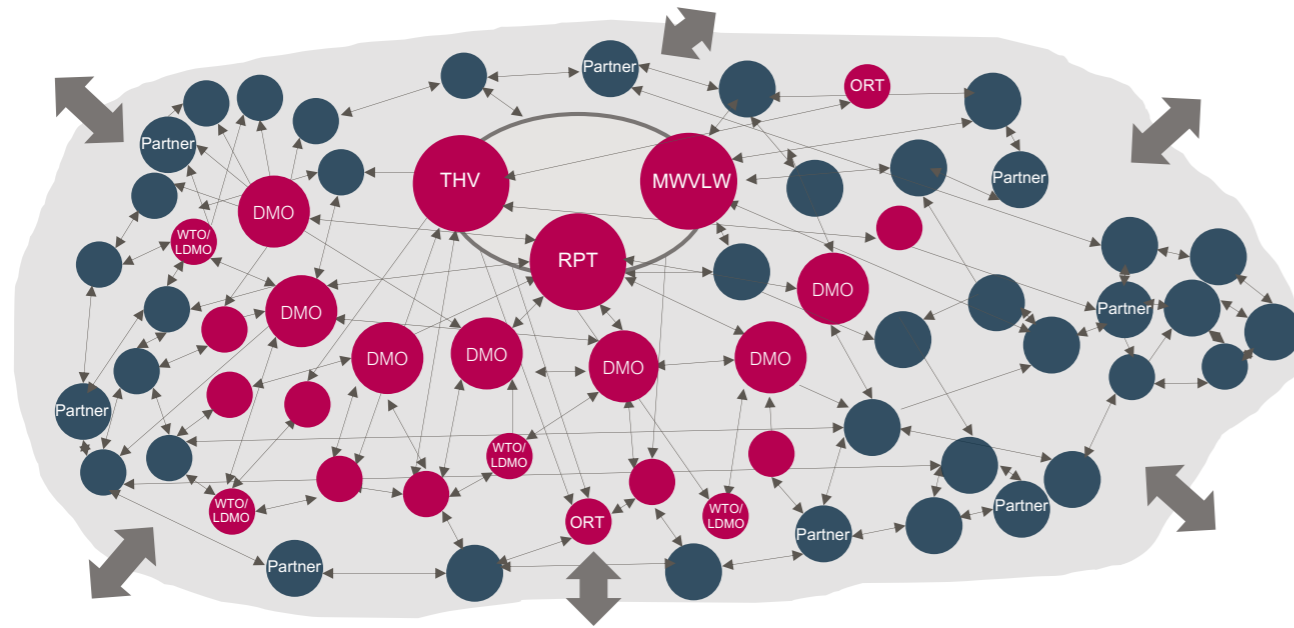 Partner
ORT
Partner
THV
MWVLW
Partner
DMO
WTO/
LDMO
RPT
DMO
DMO
Partner
DMO
DMO
DMO
DMO
Partner
WTO/
LDMO
WTO/
LDMO
ORT
WTO/
LDMO
Partner
Partner
Partner